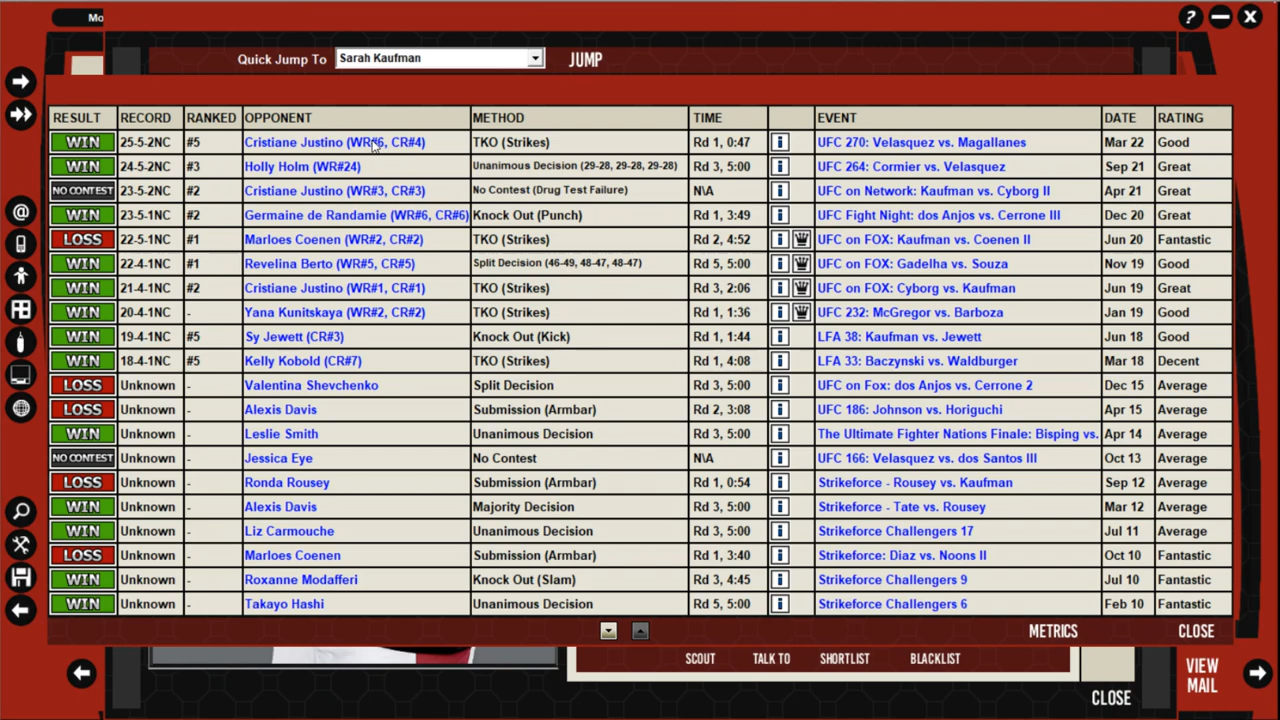 Mo
? – X
Quick Jump To Sarah Kaufman JUMP
RESULT RECORD RANKED OPPONENT METHOD TIME EVENT DATE RATING
WIN 25-5-2NC #5 Cristiane Justino (WR#6, CR#4) TKO (Strikes) Rd 1, 0:47 i UFC 270: Velasquez vs. Magallanes Mar 22 Good
WIN 24-5-2NC #3 Holly Holm (WR#24) Unanimous Decision (29-28, 29-28, 29-28) Rd 3, 5:00 i UFC 264: Cormier vs. Velasquez Sep 21 Great
NO CONTEST 23-5-2NC #2 Cristiane Justino (WR#3, CR#3) No Contest (Drug Test Failure) N\A i UFC on Network: Kaufman vs. Cyborg II Apr 21 Great
WIN 23-5-1NC #2 Germaine de Randamie (WR#6, CR#6) Knock Out (Punch) Rd 1, 3:49 i UFC Fight Night: dos Anjos vs. Cerrone III Dec 20 Great
LOSS 22-5-1NC #1 Marloes Coenen (WR#2, CR#2) TKO (Strikes) Rd 2, 4:52 i UFC on FOX: Kaufman vs. Coenen II Jun 20 Fantastic
WIN 22-4-1NC #1 Revelina Berto (WR#5, CR#5) Split Decision (46-49, 48-47, 48-47) Rd 5, 5:00 i UFC on FOX: Gadelha vs. Souza Nov 19 Good
WIN 21-4-1NC #2 Cristiane Justino (WR#1, CR#1) TKO (Strikes) Rd 3, 2:06 i UFC on FOX: Cyborg vs. Kaufman Jun 19 Good
WIN 20-4-1NC - Yana Kunitskaya (WR#2, CR#2) TKO (Strikes) Rd 1, 1:36 i UFC 232: McGregor vs. Barboza Jan 19 Good
WIN 19-4-1NC #5 Sy Jewett (CR#3) Knock Out (Kick) Rd 1, 1:44 i LFA 38: Kaufman vs. Jewett Jun 18 Good
WIN 18-4-1NC #5 Kelly Kobold (CR#7) TKO (Strikes) Rd 1, 4:08 i LFA 33: Baczynski vs. Waldburger Mar 18 Decent
LOSS Unknown - Valentina Shevchenko Split Decision Rd 3, 5:00 i UFC on Fox: dos Anjos vs. Cerrone 2 Dec 15 Average
LOSS Unknown - Alexis Davis Submission (Armbar) Rd 2, 3:08 i UFC 186: Johnson vs. Horiguchi Apr 15 Average
WIN Unknown - Leslie Smith Unanimous Decision Rd 3, 5:00 i The Ultimate Fighter Nations Finale: Bisping vs. Apr 14 Average
NO CONTEST Unknown - Jessica Eye No Contest N\A i UFC 166: Velasquez vs. dos Santos III Oct 13 Average
LOSS Unknown - Ronda Rousey Submission (Armbar) Rd 1, 0:54 i Strikeforce - Rousey vs. Kaufman Sep 12 Average
WIN Unknown - Alexis Davis Majority Decision Rd 3, 5:00 i Strikeforce - Tate vs. Rousey Mar 12 Average
WIN Unknown - Liz Carmouche Unanimous Decision Rd 3, 5:00 i Strikeforce Challengers 17 Jul 11 Average
LOSS Unknown - Marloes Coenen Submission (Armbar) Rd 1, 3:40 i Strikeforce: Diaz vs. Noons II Oct 10 Fantastic
WIN Unknown - Roxanne Modafferi Knock Out (Slam) Rd 3, 4:45 i Strikeforce Challengers 9 Jul 10 Fantastic
WIN Unknown - Takayo Hashi Unanimous Decision Rd 5, 5:00 i Strikeforce Challengers 6 Feb 10 Fantastic
METRICS CLOSE
SCOUT TALK TO SHORTLIST BLACKLIST
CLOSE
VIEW
MAIL